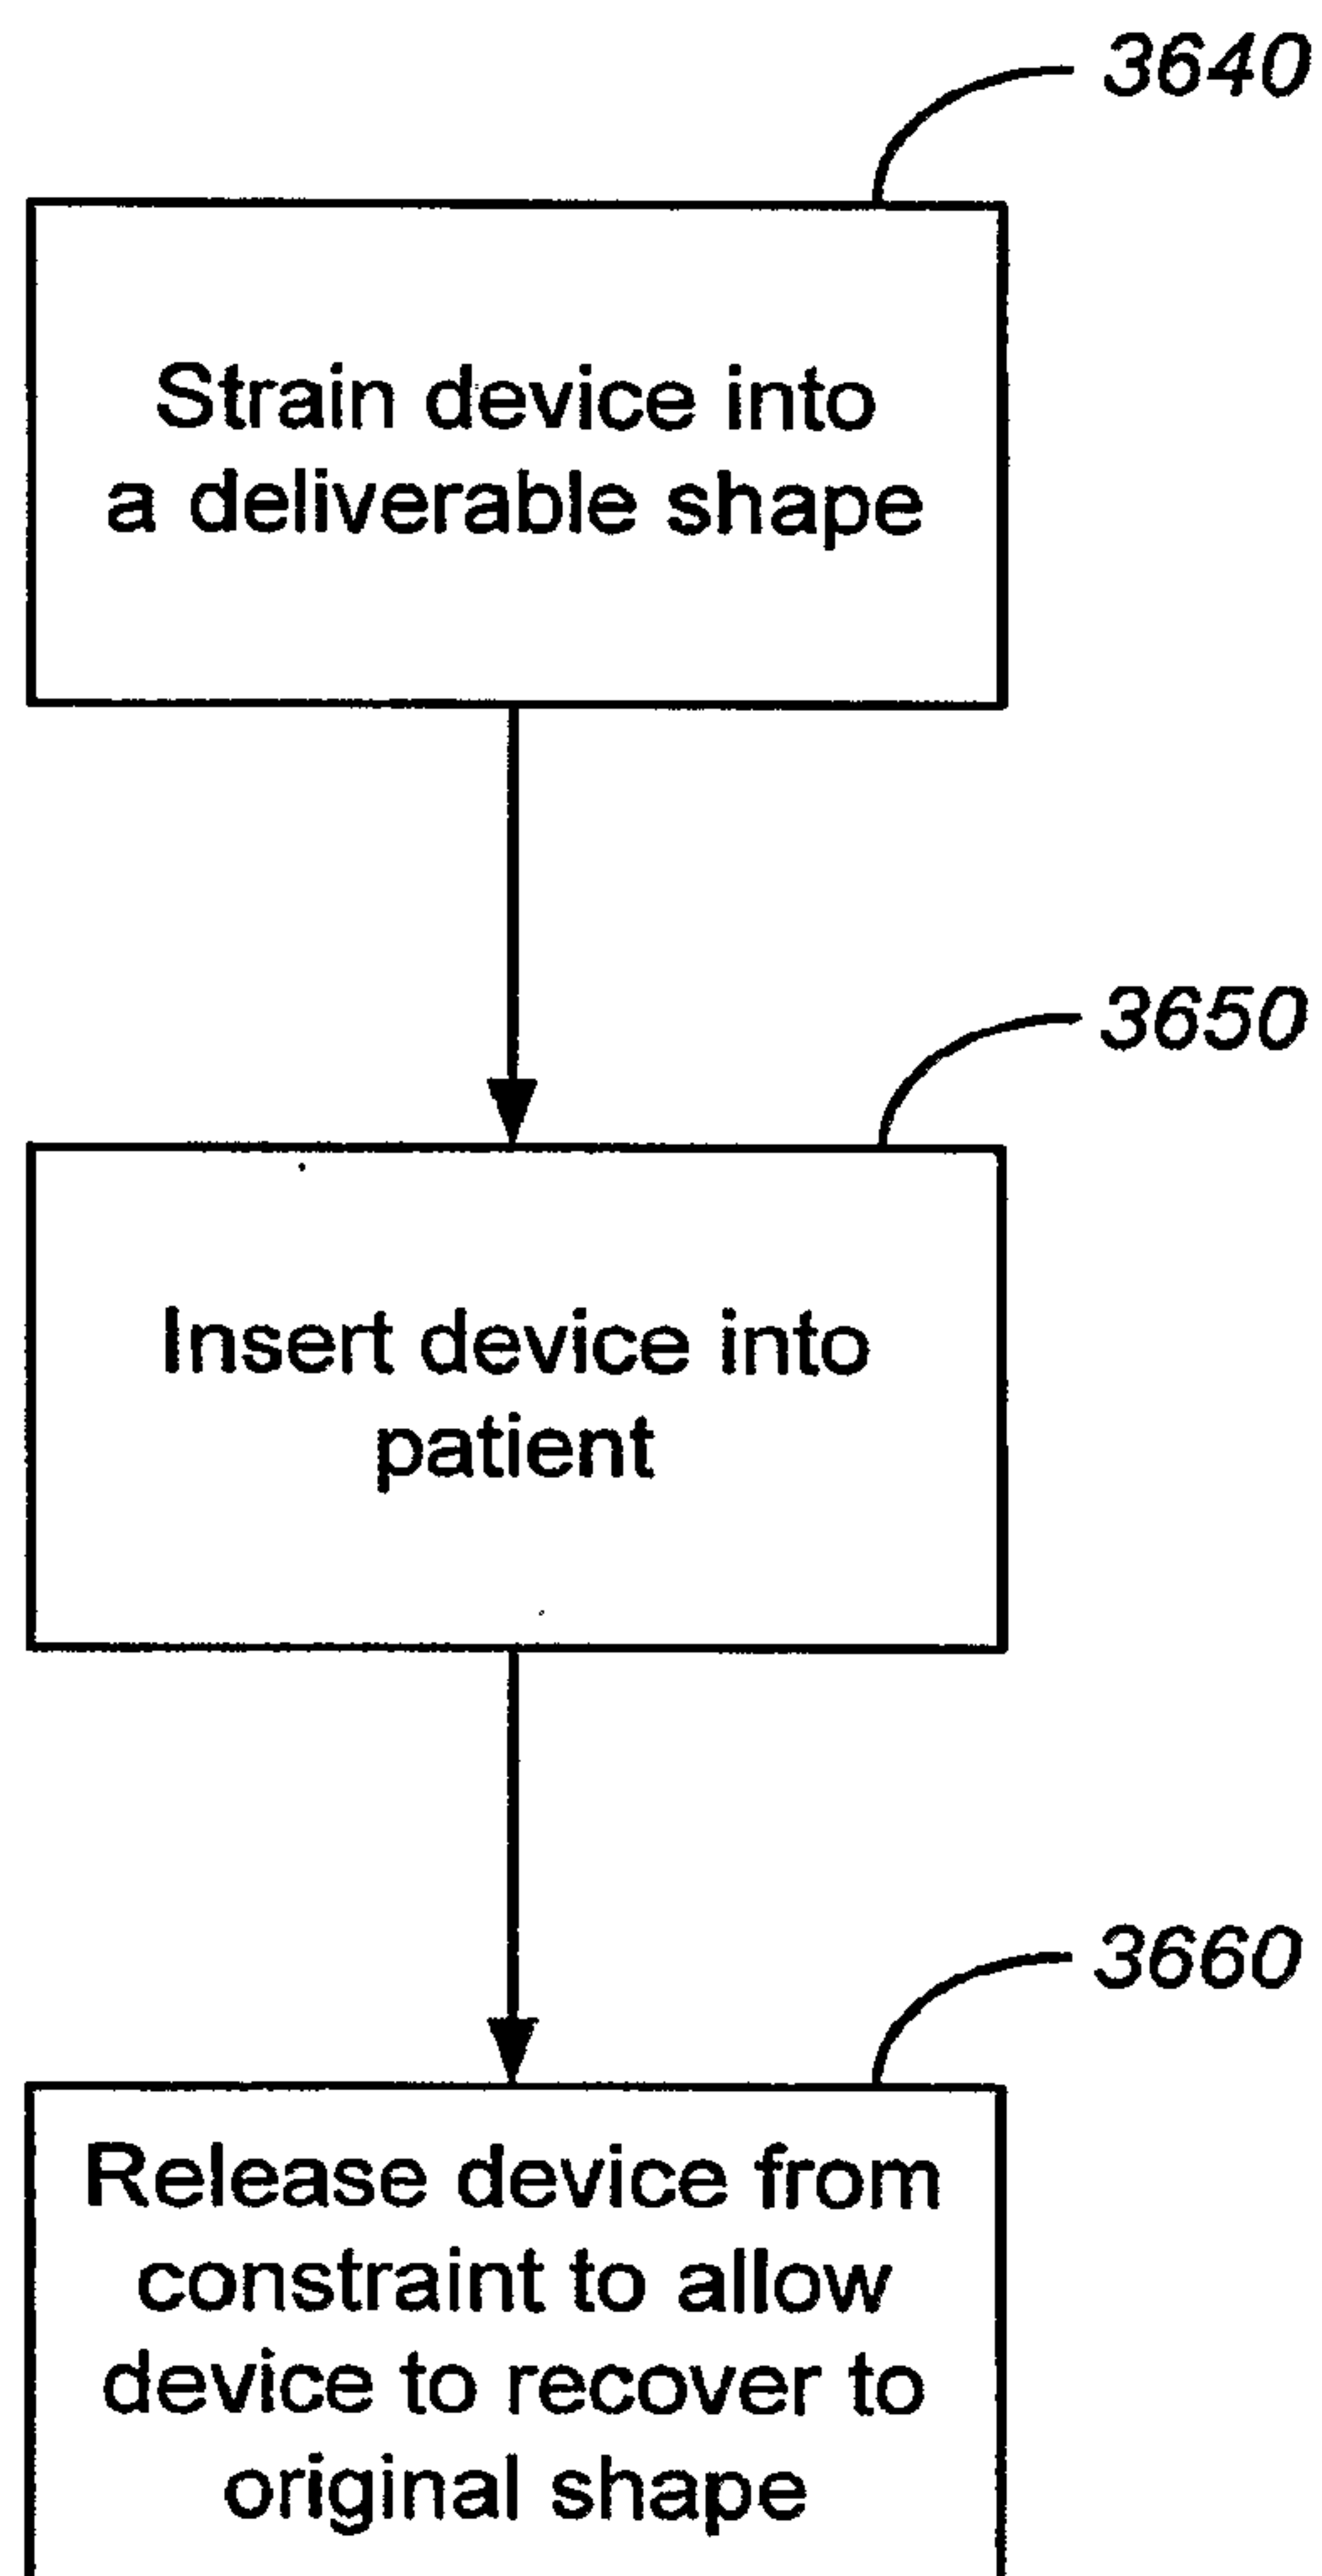 3640
Strain device into
a deliverable shape
3650
Insert device into
patient
3660
Release device from
constraint to allow
device to recover to
original shape